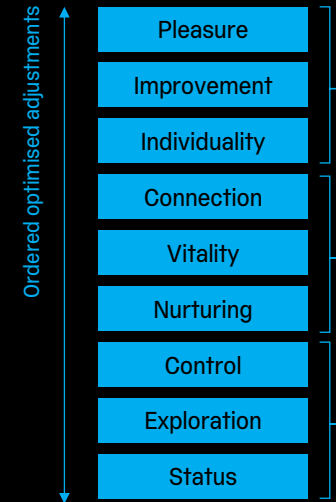 Ordered optimised adjustments
Pleasure
Improvement
Individuality
Connection
Vitality
Nurturing
Control
Exploration
Status